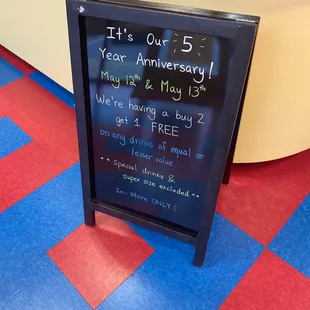 It's Our 5
Year Anniversary!
May 12th & May 13th
We're having a buy 2
get 1 FREE
on any drinks of equal or
lesser value
** special drinks &
super size excluded **
In-store ONLY!